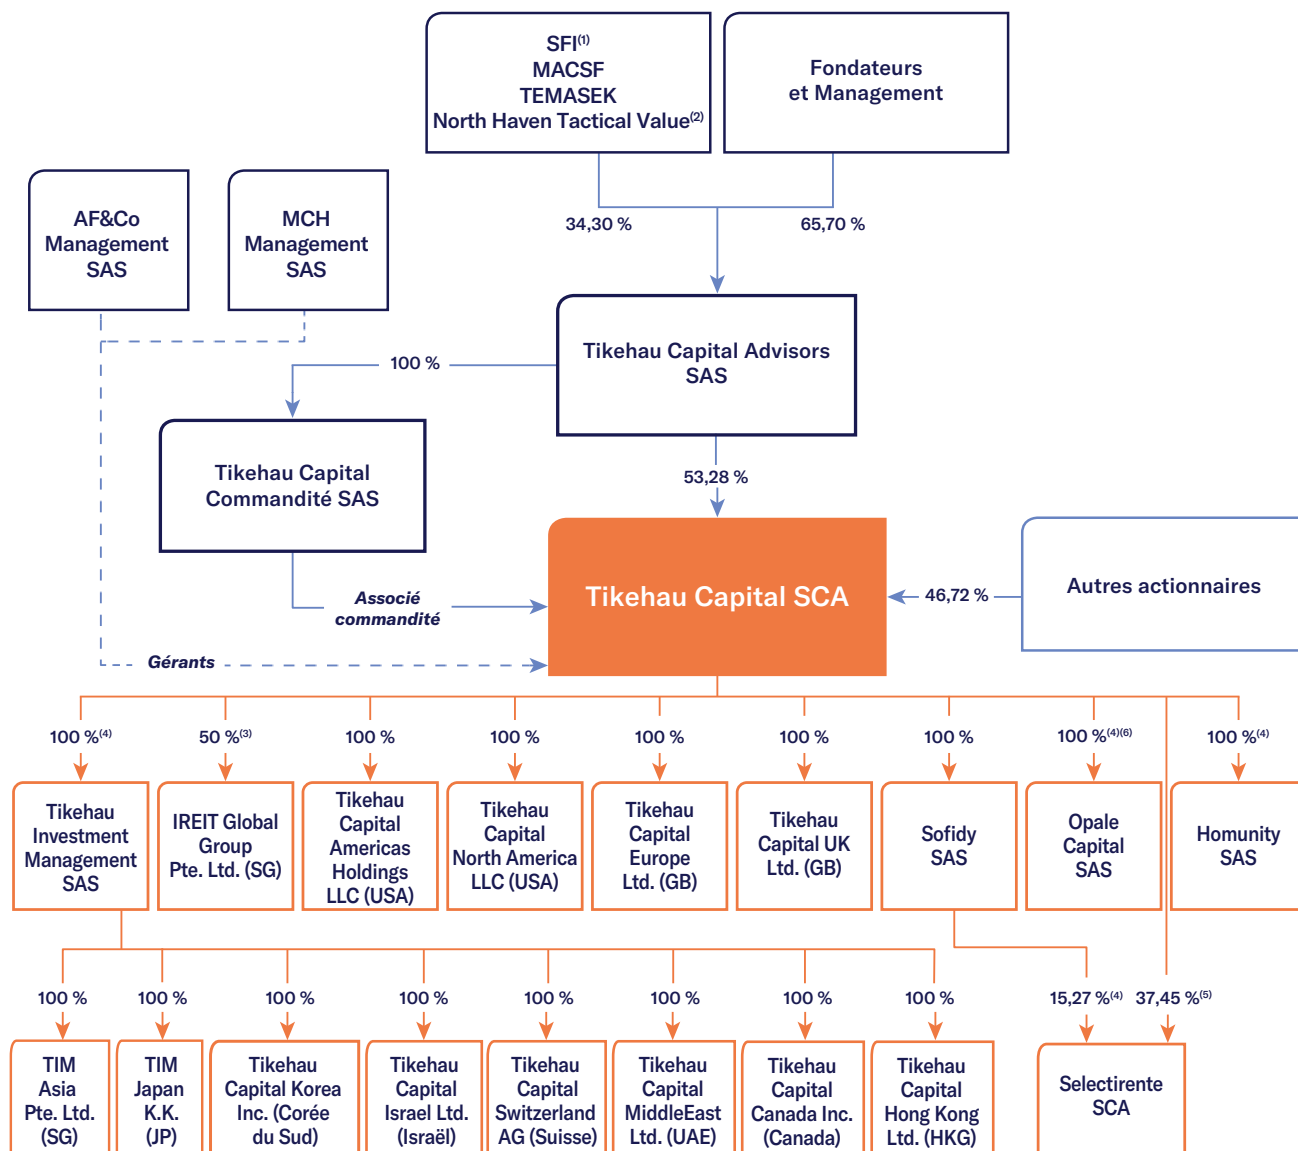 SFI(1)
MACSF
TEMASEK
North Haven Tactical Value(2)
Fondateurs
et Management
AF&Co
Management
SAS
MCH
Management
SAS
34,30 %
65,70 %
Tikehau Capital Advisors
SAS
100 %
Tikehau Capital
Commandité SAS
53,28 %
Tikehau Capital SCA
46,72 %
Autres actionnaires
Associé
commandité
Gérants
100 %(4)
50 %(3)
100 %
100 %
100 %
100 %
100 %
100 %(4)(6)
100 %(4)
Tikehau
Investment
Management
SAS
IREIT Global
Group
Pte. Ltd. (SG)
Tikehau
Capital
Americas
Holdings
LLC (USA)
Tikehau
Capital
North America
LLC (USA)
Tikehau
Capital
Europe
Ltd. (GB)
Tikehau
Capital UK
Ltd. (GB)
Sofidy
SAS
Opale
Capital
SAS
Homunity
SAS
100 %
100 %
100 %
100 %
100 %
100 %
100 %
100 %
15,27 %(4)
37,45 %(5)
TIM
Asia
Pte. Ltd.
(SG)
TIM
Japan
K.K.
(JP)
Tikehau
Capital Korea
Inc. (Corée
du Sud)
Tikehau
Capital
Israel Ltd.
(Israël)
Tikehau
Capital
Switzerland
AG (Suisse)
Tikehau
Capital
MiddleEast
Ltd. (UAE)
Tikehau
Capital
Canada Inc.
(Canada)
Tikehau
Capital
Hong Kong
Ltd. (HKG)
Selectirente
SCA